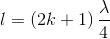 l = (2k + 1) λ/4